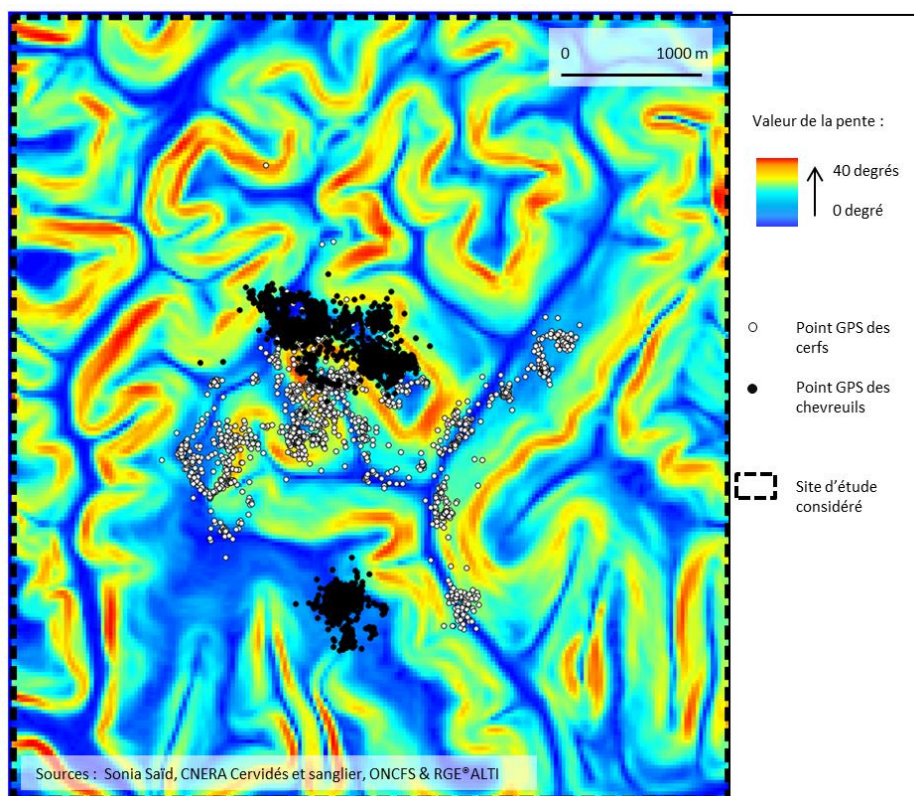 0 1000 m
Valeur de la pente :
40 degrés
0 degré
Point GPS des
cerfs
Point GPS des
chevreuils
Site d'étude
considéré
Sources : Sonia Saïd, CNERA Cervidés et sanglier, ONCFS & RGE®ALTI